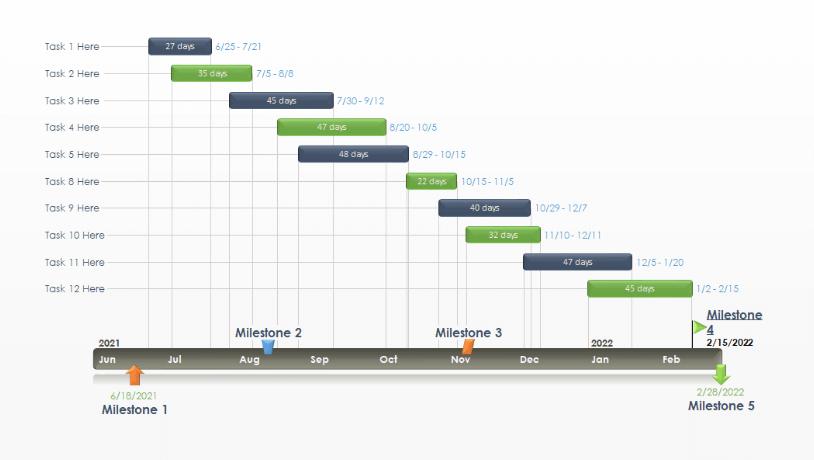 Task 1 Here 27 days 6/25 - 7/21
Task 2 Here 35 days 7/5 - 8/8
Task 3 Here 45 days 7/30 - 9/12
Task 4 Here 47 days 8/20 - 10/5
Task 5 Here 48 days 8/29 - 10/15
Task 8 Here 22 days 10/15 - 11/5
Task 9 Here 40 days 10/29 - 12/7
Task 10 Here 32 days 11/10 - 12/11
Task 11 Here 47 days 12/5 - 1/20
Task 12 Here 45 days 1/2 - 2/15
Milestone 2 Milestone 3 Milestone
4
2021 2022 2/15/2022
Jun Jul Aug Sep Oct Nov Dec Jan Feb
6/18/2021 2/28/2022
Milestone 1 Milestone 5